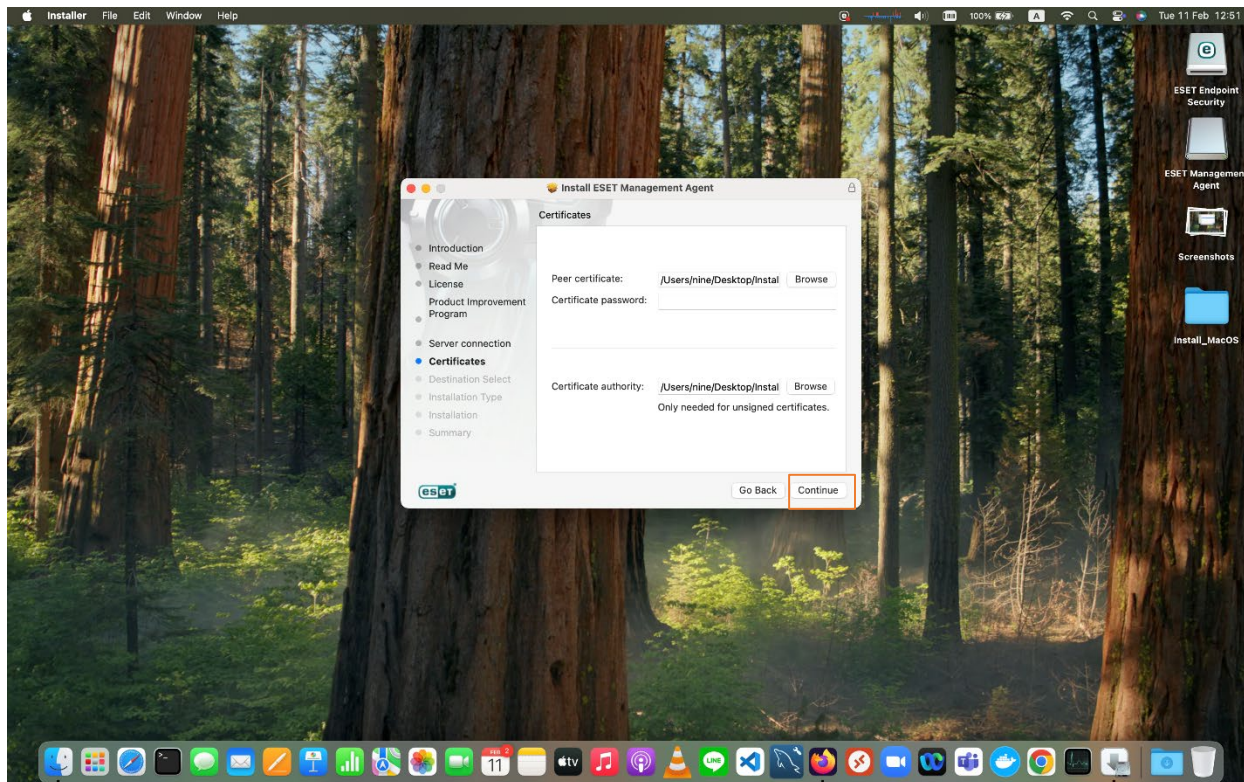 Installer File Edit Window Help
100% A Tue 11 Feb 12:51
ESET Endpoint
Security
ESET Managemen
Agent
Screenshots
Install_MacOS
Install ESET Management Agent
Certificates
Introduction
Read Me
License
Product Improvement
Program
Server connection
Certificates
Destination Select
Installation Type
Installation
Summary
Peer certificate: /Users/nine/Desktop/Instal Browse
Certificate password:
Certificate authority: /Users/nine/Desktop/Instal Browse
Only needed for unsigned certificates.
eset
Go Back Continue
FEB 2
11
tv
LINE